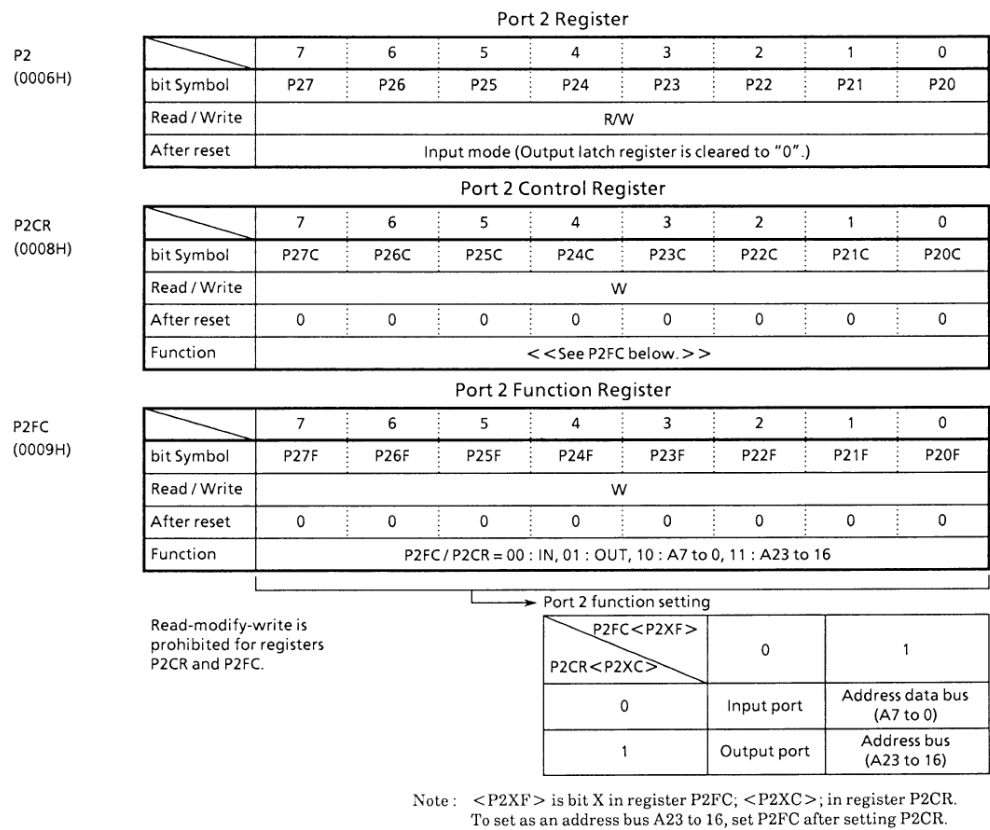 Port 2 Register
P2
(0006H)
7 6 5 4 3 2 1 0
bit Symbol P27 P26 P25 P24 P23 P22 P21 P20
Read / Write R/W
After reset Input mode (Output latch register is cleared to "0".)
Port 2 Control Register
P2CR
(0008H)
7 6 5 4 3 2 1 0
bit Symbol P27C P26C P25C P24C P23C P22C P21C P20C
Read / Write W
After reset 0 0 0 0 0 0 0 0
Function <<See P2FC below.>>
Port 2 Function Register
P2FC
(0009H)
7 6 5 4 3 2 1 0
bit Symbol P27F P26F P25F P24F P23F P22F P21F P20F
Read / Write W
After reset 0 0 0 0 0 0 0 0
Function P2FC / P2CR = 00 : IN, 01 : OUT, 10 : A7 to 0, 11 : A23 to 16
Read-modify-write is
prohibited for registers
P2CR and P2FC.
Port 2 function setting
P2FC<P2XF>
P2CR<P2XC>
0 1
0 Input port Address data bus
(A7 to 0)
1 Output port Address bus
(A23 to 16)
Note : <P2XF> is bit X in register P2FC; <P2XC>; in register P2CR.
To set as an address bus A23 to 16, set P2FC after setting P2CR.